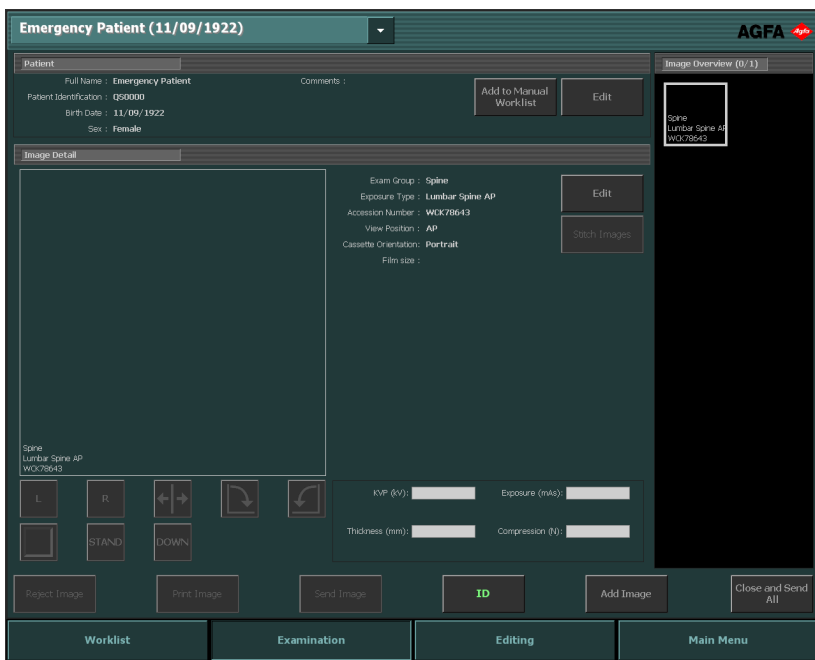 Emergency Patient (11/09/1922)
AGFA
Agfa
Patient
Full Name : Emergency Patient
Comments :
Patient Identification : QS0000
Birth Date : 11/09/1922
Sex : Female
Add to Manual
Worklist
Edit
Image Overview (0/1)
Spine
Lumbar Spine AP
WCK78643
Image Detail
Exam Group : Spine
Exposure Type : Lumbar Spine AP
Accession Number : WCK78643
View Position : AP
Cassette Orientation: Portrait
Film size :
Edit
Stitch Images
Spine
Lumbar Spine AP
WCK78643
L
R
STAND
DOWN
KVP (kV):
Exposure (mAs):
Thickness (mm):
Compression (N):
Reject Image
Print Image
Send Image
ID
Add Image
Close and Send
All
Worklist
Examination
Editing
Main Menu